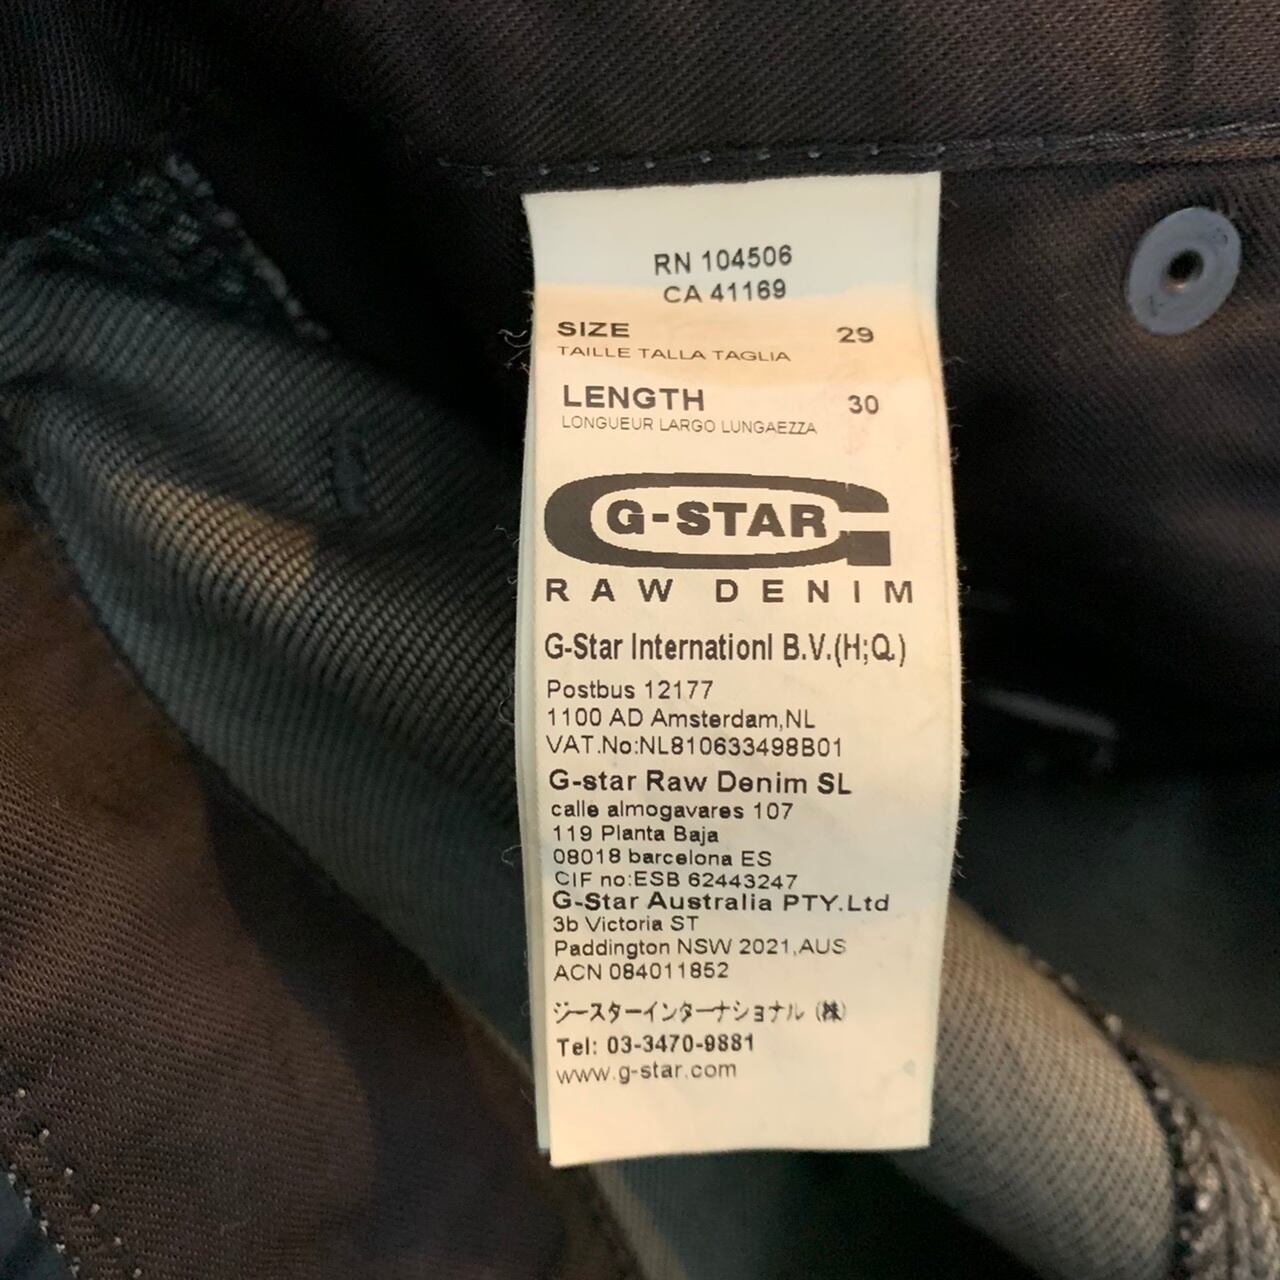 RN 104506
CA 41169
SIZE 29
TAILLE TALLA TAGLIA
LENGTH 30
LONGUEUR LARGO LUNGAEZZA
G-STAR
RAW DENIM
G-Star Internationl B.V.(H;Q.)
Postbus 12177
1100 AD Amsterdam,NL
VAT.No:NL810633498B01
G-star Raw Denim SL
calle almogavares 107
119 Planta Baja
08018 barcelona ES
CIF no:ESB 62443247
G-Star Australia PTY.Ltd
3b Victoria ST
Paddington NSW 2021,AUS
ACN 084011852
ジースターインターナショナル (株)
Tel: 03-3470-9881
www.g-star.com